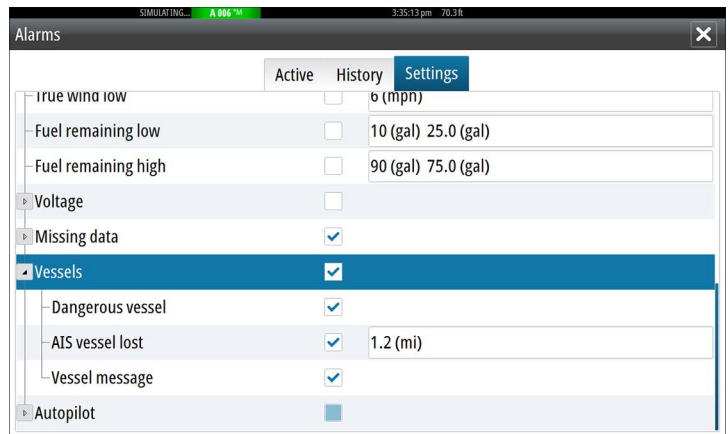 SIMULATING... A 006 °M 3:35:13 pm 70.3 ft
Alarms
Active History Settings
True wind low 6 (mph)
Fuel remaining low 10 (gal) 25.0 (gal)
Fuel remaining high 90 (gal) 75.0 (gal)
Voltage
Missing data
Vessels
Dangerous vessel
AIS vessel lost 1.2 (mi)
Vessel message
Autopilot